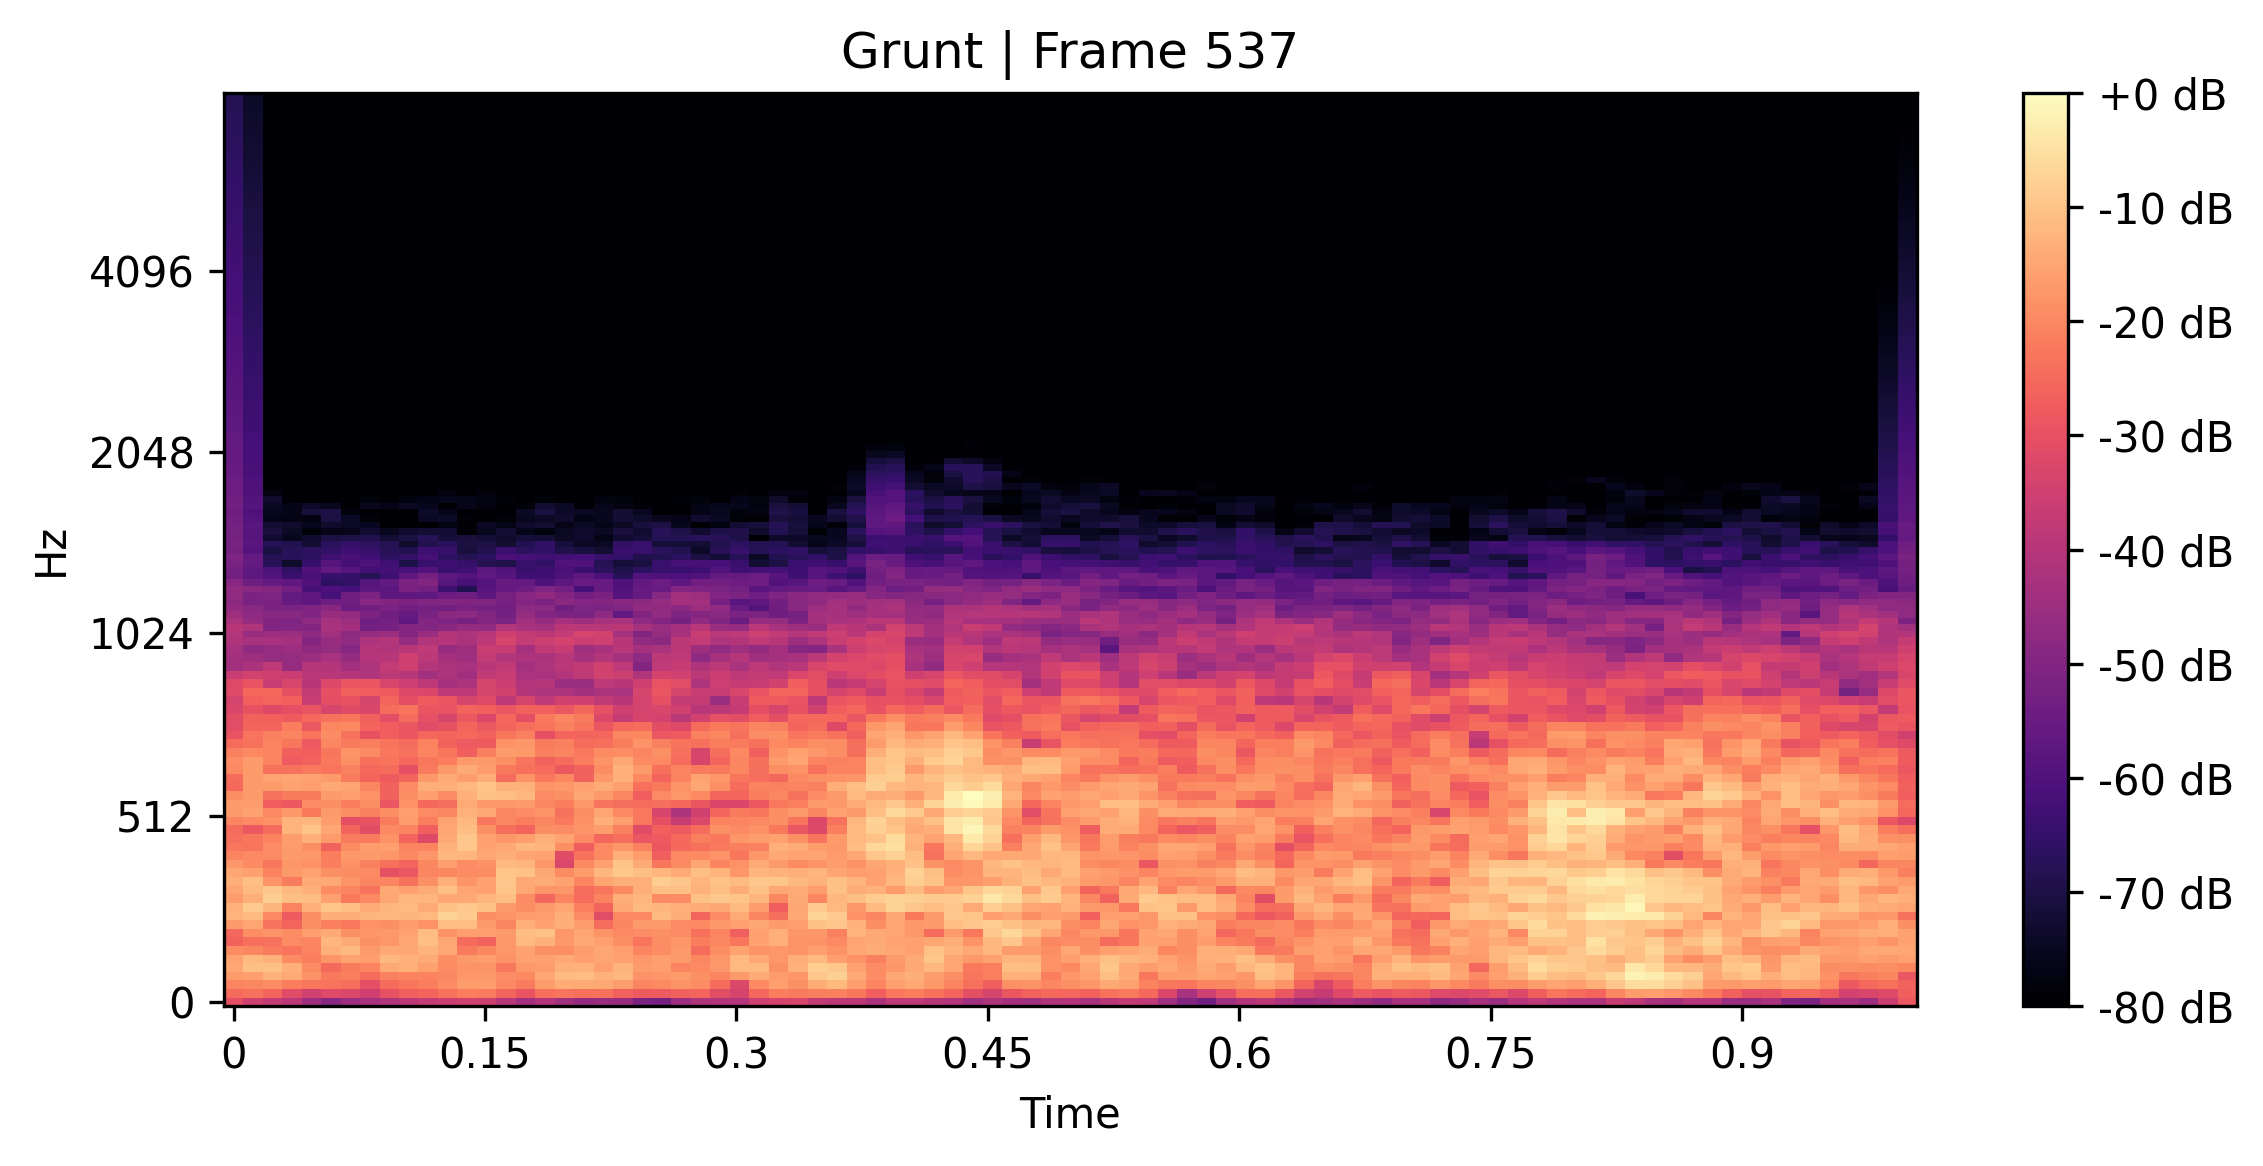 Grunt | Frame 537
+0 dB
-10 dB
-20 dB
-30 dB
-40 dB
-50 dB
-60 dB
-70 dB
-80 dB
4096
2048
1024
512
0
Hz
0 0.15 0.3 0.45 0.6 0.75 0.9
Time